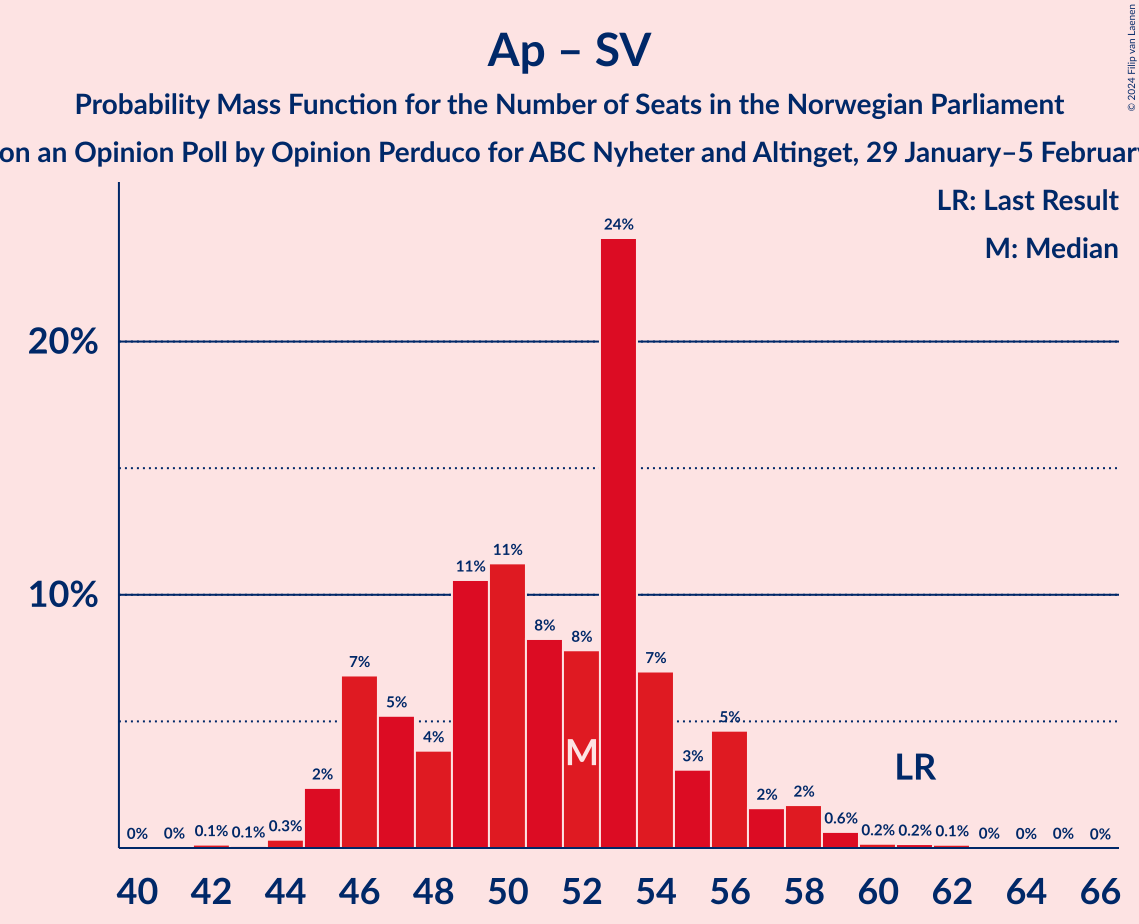 Ap – SV
Probability Mass Function for the Number of Seats in the Norwegian Parliament
on an Opinion Poll by Opinion Perduco for ABC Nyheter and Altinget, 29 January–5 February
© 2024 Filip van Laenen
LR: Last Result
M: Median
20%
10%
0% 0% 0.1% 0.1% 0.3% 2% 7% 5% 4% 11% 11% 8% 8% 24% 7% 3% 5% 2% 2% 0.6% 0.2% 0.2% 0.1% 0% 0% 0% 0%
M
LR
40 42 44 46 48 50 52 54 56 58 60 62 64 66